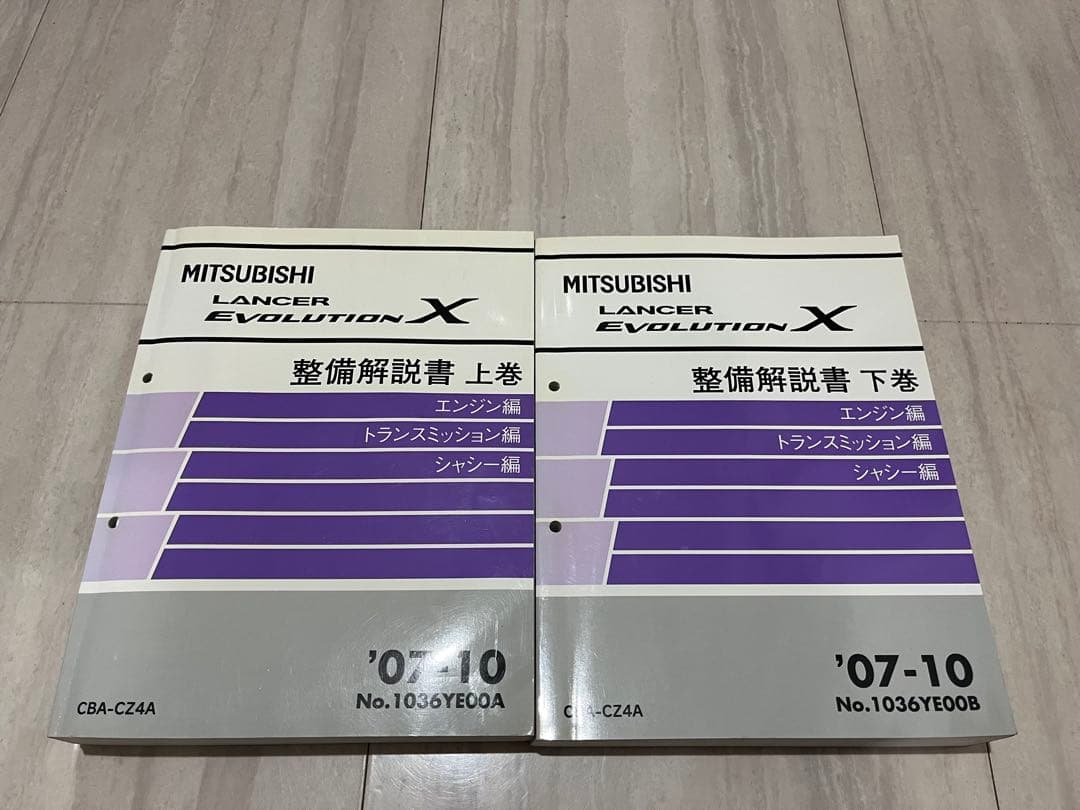 MITSUBISHI
LANCER
EVOLUTION X
整備解説書 上巻
エンジン編
トランスミッション編
シャシー編
'07-10
No.1036YE00A
CBA-CZ4A
MITSUBISHI
LANCER
EVOLUTION X
整備解説書 下巻
エンジン編
トランスミッション編
シャシー編
'07-10
No.1036YE00B
CBA-CZ4A